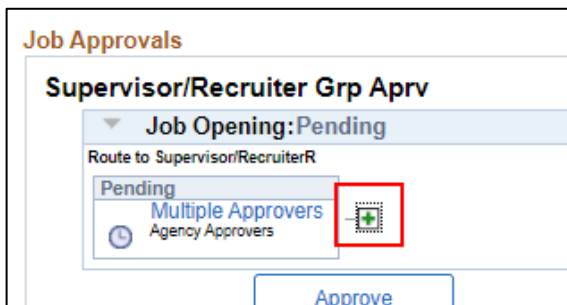 Job Approvals
Supervisor/Recruiter Grp Aprv
Job Opening:Pending
Route to Supervisor/RecruiterR
Pending
Multiple Approvers
Agency Approvers
Approve